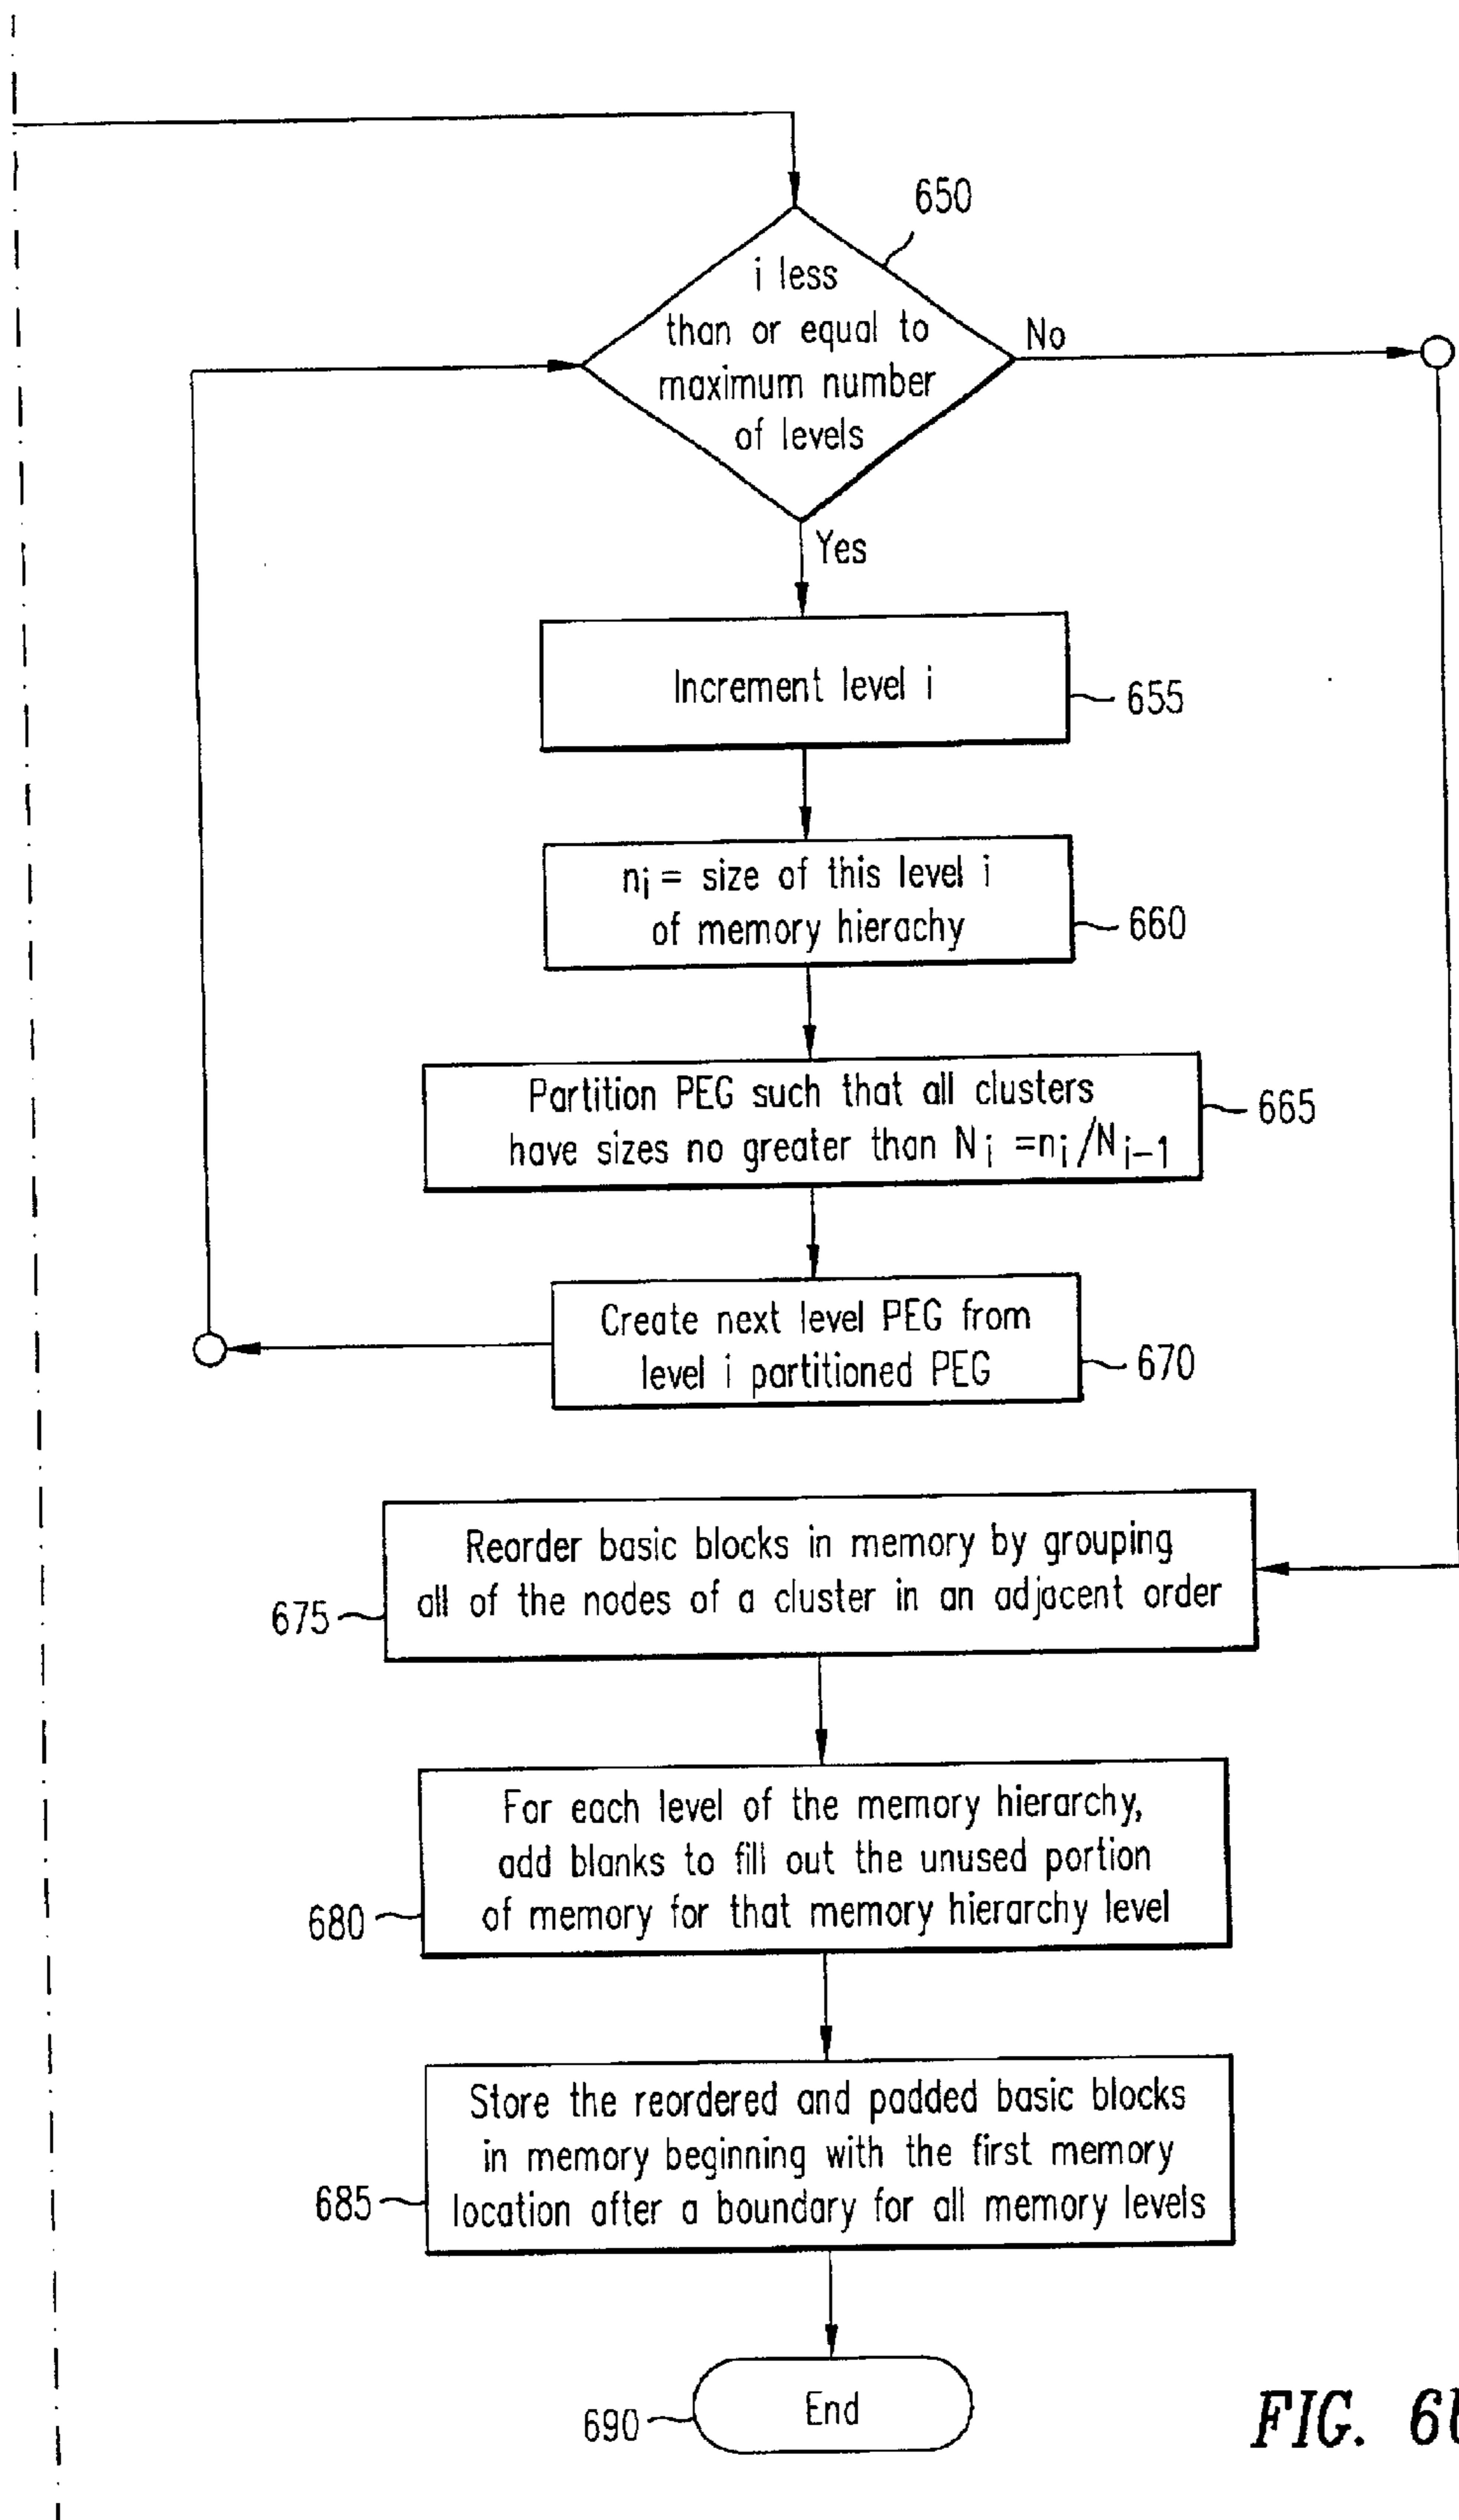 650
i less
than or equal to
maximum number
of levels
No
Yes
Increment level i
655
ni = size of this level i
of memory hierachy
660
Partition PEG such that all clusters
have sizes no greater than Ni =ni/Ni-1
665
Create next level PEG from
level i partitioned PEG
670
Reorder basic blocks in memory by grouping
all of the nodes of a cluster in an adjacent order
675
For each level of the memory hierarchy,
add blanks to fill out the unused portion
of memory for that memory hierarchy level
680
Store the reordered and padded basic blocks
in memory beginning with the first memory
location after a boundary for all memory levels
685
End
690
FIG. 6